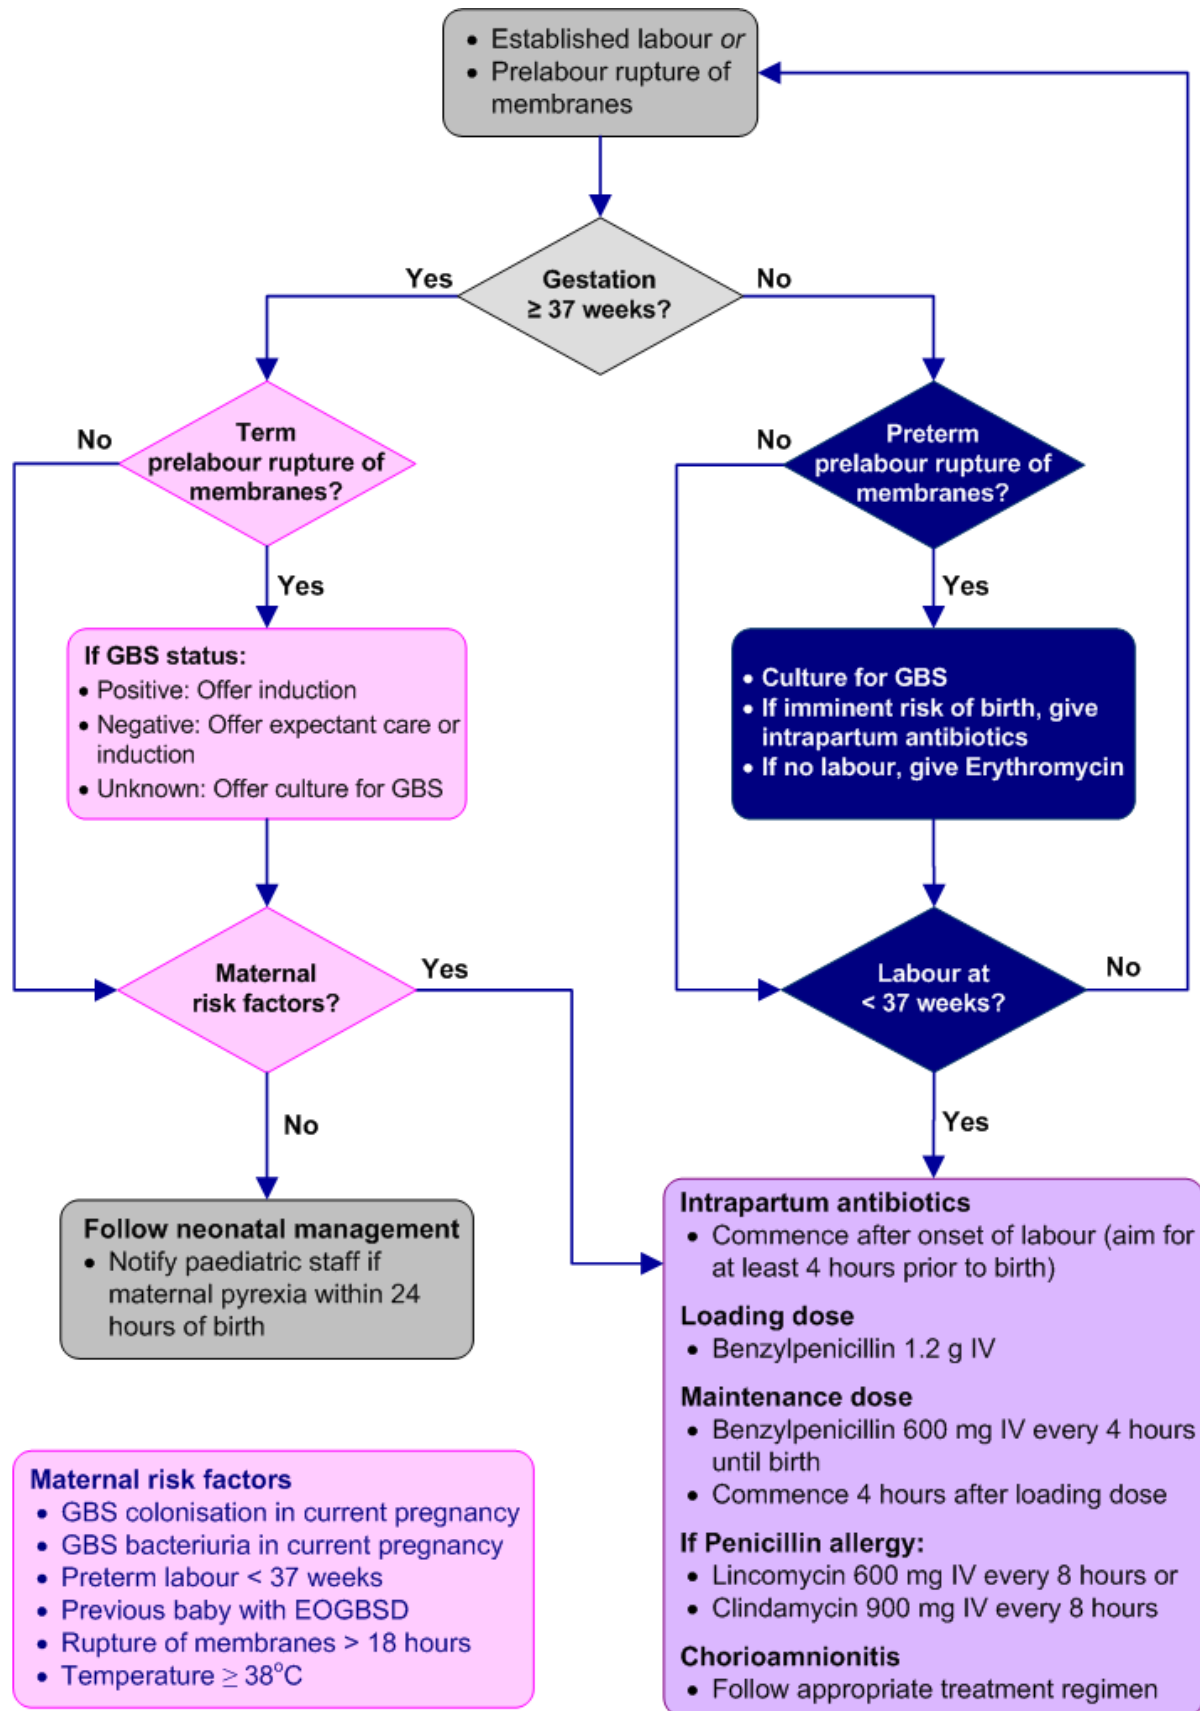 • Established labour or
• Prelabour rupture of
membranes
Gestation
≥ 37 weeks?
Yes
No
Term
prelabour rupture of
membranes?
No
Yes
Preterm
prelabour rupture of
membranes?
No
Yes
If GBS status:
• Positive: Offer induction
• Negative: Offer expectant care or
induction
• Unknown: Offer culture for GBS
• Culture for GBS
• If imminent risk of birth, give
intrapartum antibiotics
• If no labour, give Erythromycin
Maternal
risk factors?
Yes
No
Labour at
< 37 weeks?
No
Yes
Follow neonatal management
• Notify paediatric staff if
maternal pyrexia within 24
hours of birth
Intrapartum antibiotics
• Commence after onset of labour (aim for
at least 4 hours prior to birth)
Loading dose
• Benzylpenicillin 1.2 g IV
Maintenance dose
• Benzylpenicillin 600 mg IV every 4 hours
until birth
• Commence 4 hours after loading dose
If Penicillin allergy:
• Lincomycin 600 mg IV every 8 hours or
• Clindamycin 900 mg IV every 8 hours
Chorioamnionitis
• Follow appropriate treatment regimen
Maternal risk factors
• GBS colonisation in current pregnancy
• GBS bacteriuria in current pregnancy
• Preterm labour < 37 weeks
• Previous baby with EOGBSD
• Rupture of membranes > 18 hours
• Temperature ≥ 38°C